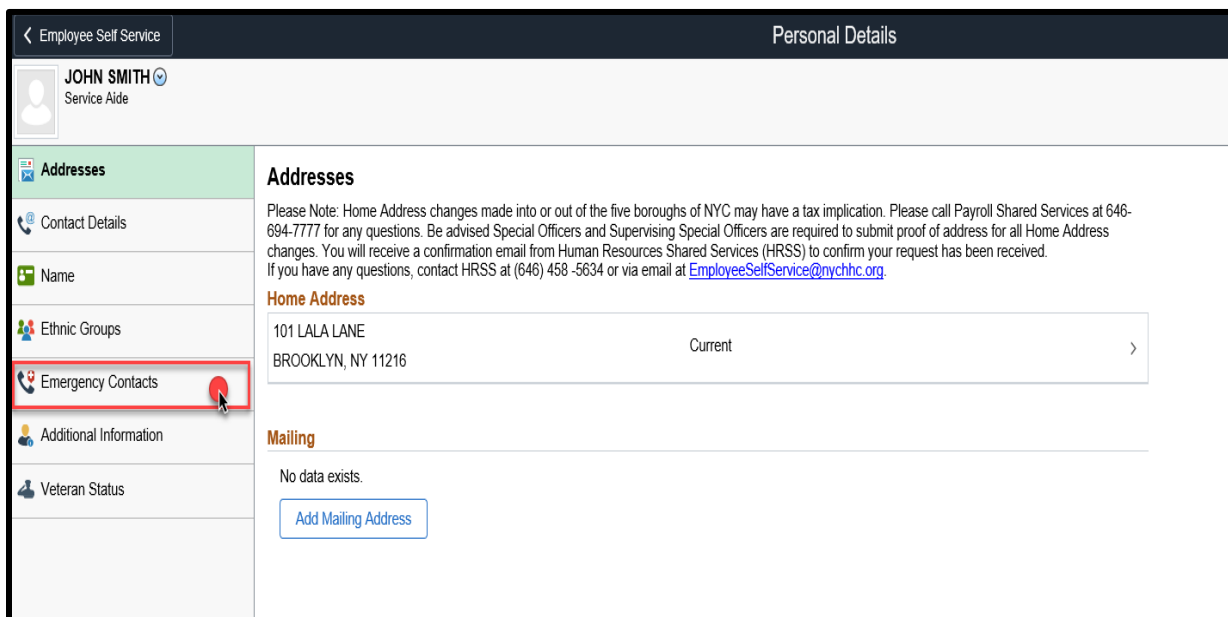 Employee Self Service
Personal Details
JOHN SMITH
Service Aide
Addresses
Contact Details
Name
Ethnic Groups
Emergency Contacts
Additional Information
Veteran Status
Addresses
Please Note: Home Address changes made into or out of the five boroughs of NYC may have a tax implication. Please call Payroll Shared Services at 646-
694-7777 for any questions. Be advised Special Officers and Supervising Special Officers are required to submit proof of address for all Home Address
changes. You will receive a confirmation email from Human Resources Shared Services (HRSS) to confirm your request has been received.
If you have any questions, contact HRSS at (646) 458 -5634 or via email at EmployeeSelfService@nychhc.org.
Home Address
101 LALA LANE
Current
BROOKLYN, NY 11216
Mailing
No data exists.
Add Mailing Address